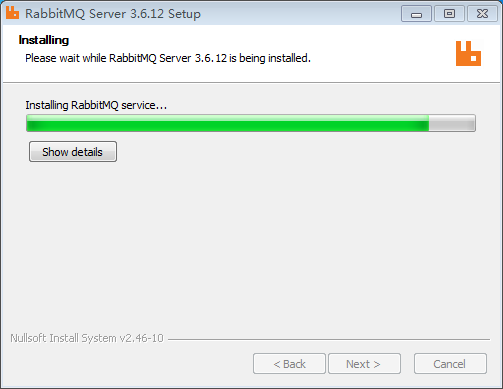 RabbitMQ Server 3.6.12 Setup
Installing
Please wait while RabbitMQ Server 3.6.12 is being installed.
Installing RabbitMQ service...
Show details
Nullsoft Install System v2.46-10
< Back
Next >
Cancel